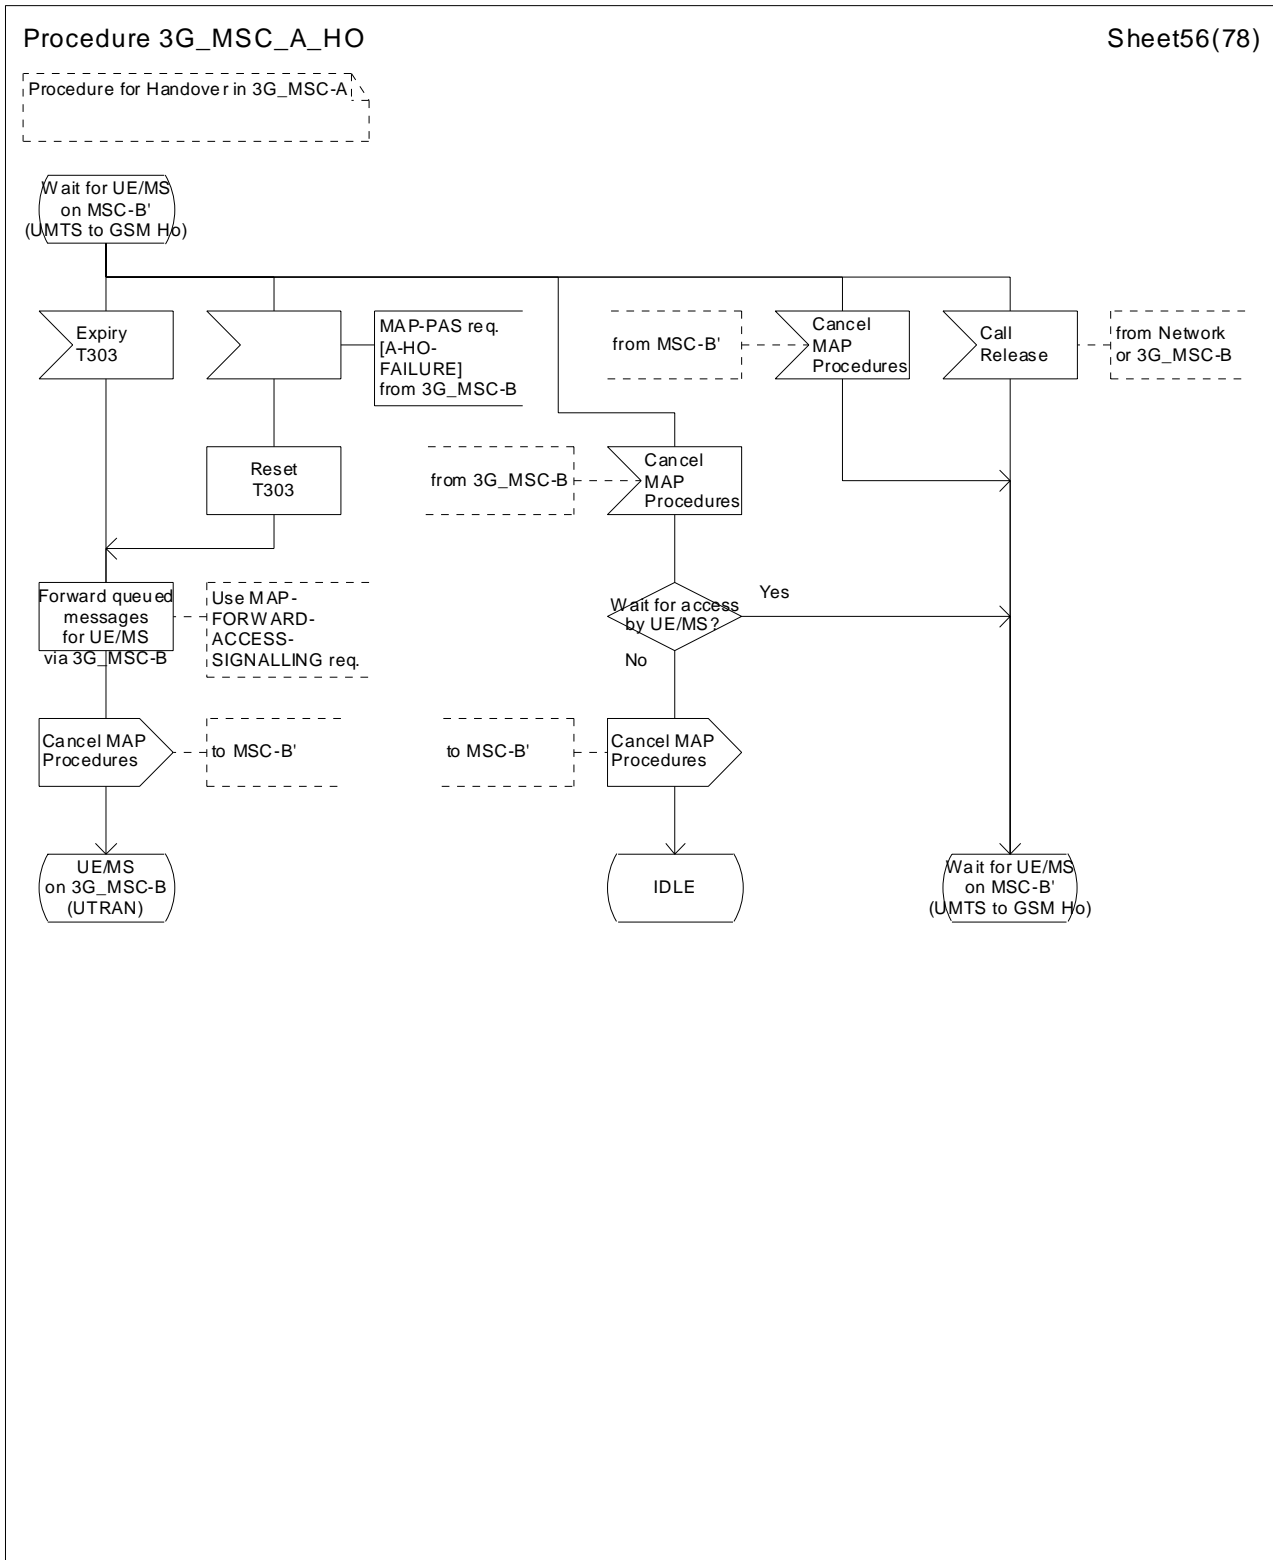 Procedure 3G_MSC_A_HO
Sheet56(78)
Procedure for Handover in 3G_MSC-A
Wait for UE/MS
on MSC-B'
(UMTS to GSM Ho)
Expiry
T303
MAP-PAS req.
[A-HO-
FAILURE]
from 3G_MSC-B
from MSC-B'
Cancel
MAP
Procedures
Call
Release
from Network
or 3G_MSC-B
Reset
T303
from 3G_MSC-B
Cancel
MAP
Procedures
Forward queued
messages
for UE/MS
via 3G_MSC-B
Use MAP-
FORWARD-
ACCESS-
SIGNALLING req.
Wait for access
by UE/MS?
Yes
No
Cancel MAP
Procedures
to MSC-B'
to MSC-B'
Cancel MAP
Procedures
UE/MS
on 3G_MSC-B
(UTRAN)
IDLE
Wait for UE/MS
on MSC-B'
(UMTS to GSM Ho)